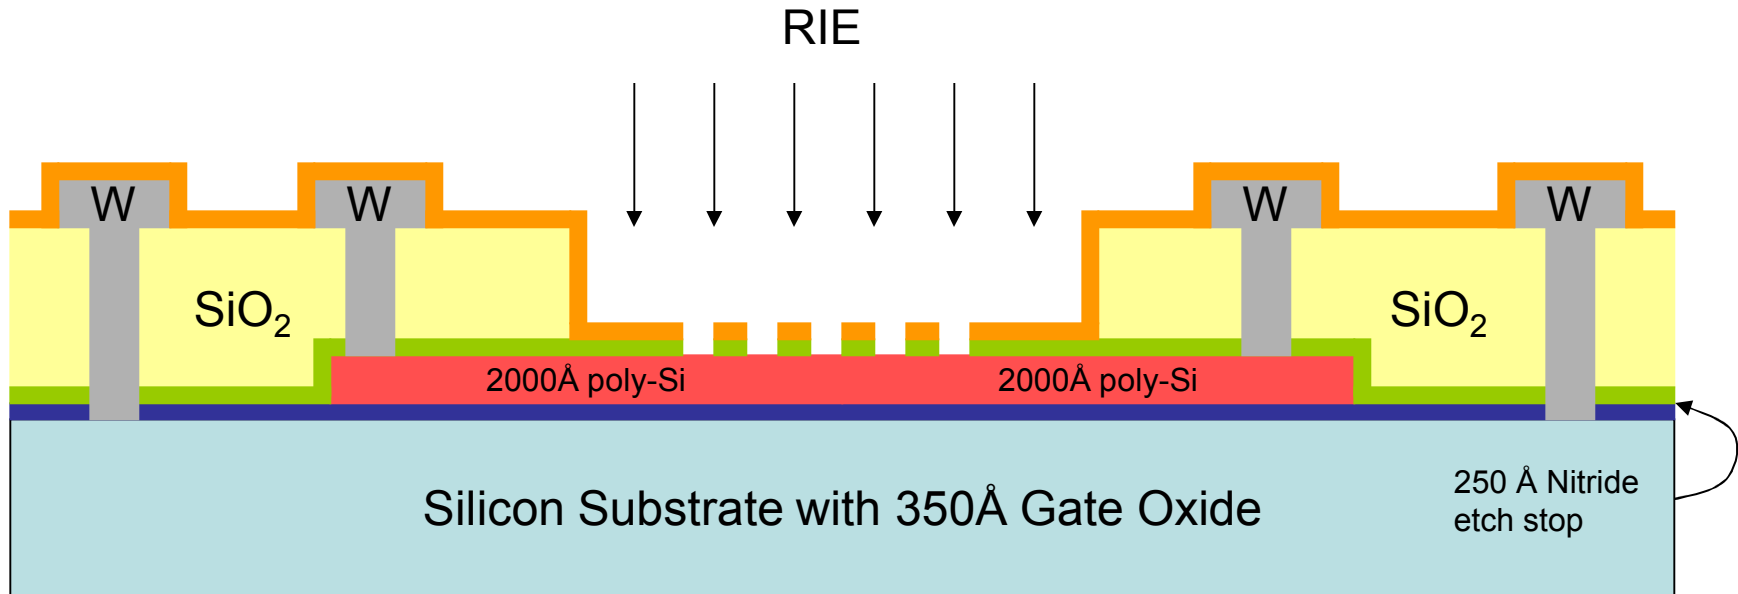 RIE
W
W
W
W
SiO₂
SiO₂
2000Å poly-Si
2000Å poly-Si
Silicon Substrate with 350Å Gate Oxide
250 Å Nitride
etch stop